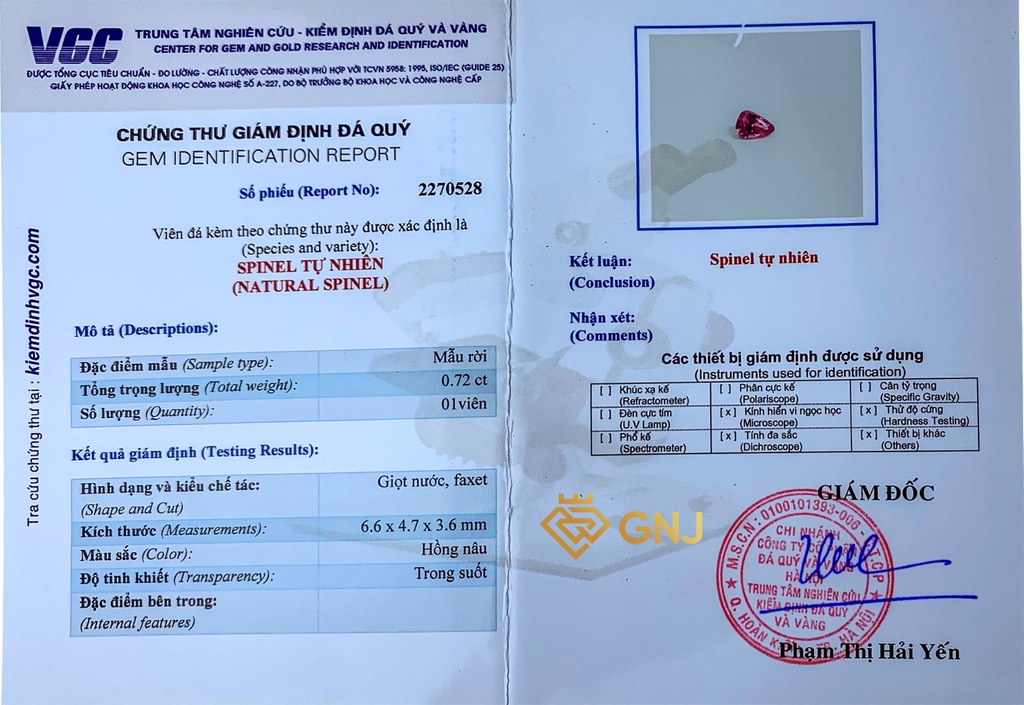 VGC
TRUNG TÂM NGHIÊN CỨU - KIỂM ĐỊNH ĐÁ QUÝ VÀ VÀNG
CENTER FOR GEM AND GOLD RESEARCH AND IDENTIFICATION
ĐƯỢC TỔNG CỤC TIÊU CHUẨN - ĐO LƯỜNG - CHẤT LƯỢNG CÔNG NHẬN PHÙ HỢP VỚI TCVN 5958: 1995, ISO/IEC (GUIDE 25)
GIẤY PHÉP HOẠT ĐỘNG KHOA HỌC CÔNG NGHỆ SỐ A-227, DO BỘ TRƯỞNG BỘ KHOA HỌC VÀ CÔNG NGHỆ CẤP
CHỨNG THƯ GIÁM ĐỊNH ĐÁ QUÝ
GEM IDENTIFICATION REPORT
Số phiếu (Report No): 2270528
Viên đá kèm theo chứng thư này được xác định là
(Species and variety):
SPINEL TỰ NHIÊN
(NATURAL SPINEL)
Mô tả (Descriptions):
Đặc điểm mẫu (Sample type): Mẫu rời
Tổng trọng lượng (Total weight): 0.72 ct
Số lượng (Quantity): 01viên
Kết quả giám định (Testing Results):
Hình dạng và kiểu chế tác: Giọt nước, faxet
(Shape and Cut)
Kích thước (Measurements): 6.6 x 4.7 x 3.6 mm
Màu sắc (Color): Hồng nâu
Độ tinh khiết (Transparency): Trong suốt
Đặc điểm bên trong:
(Internal features)
Tra cứu chứng thư tại : kiemdinhvgc.com
Kết luận: Spinel tự nhiên
(Conclusion)
Nhận xét:
(Comments)
Các thiết bị giám định được sử dụng
(Instruments used for identification)
[ ] Khúc xạ kế [ ] Phân cực kế [ ] Cân tỷ trọng
(Refractometer) (Polariscope) (Specific Gravity)
[ ] Đèn cực tím [x] Kính hiển vi ngọc học [x] Thử độ cứng
(U.V Lamp) (Microscope) (Hardness Testing)
[ ] Phổ kế [x] Tính đa sắc [x] Thiết bị khác
(Spectrometer) (Dichroscope) (Others)
GNJ
GIÁM ĐỐC
M.S.C.N: 0100101393-006
CHI NHÁNH
CÔNG TY
ĐÁ QUÝ VÀ VÀNG
HÀ NỘI
TRUNG TÂM NGHIÊN CỨU
KIỂM ĐỊNH ĐÁ QUÝ
VÀ VÀNG
Phạm Thị Hải Yến